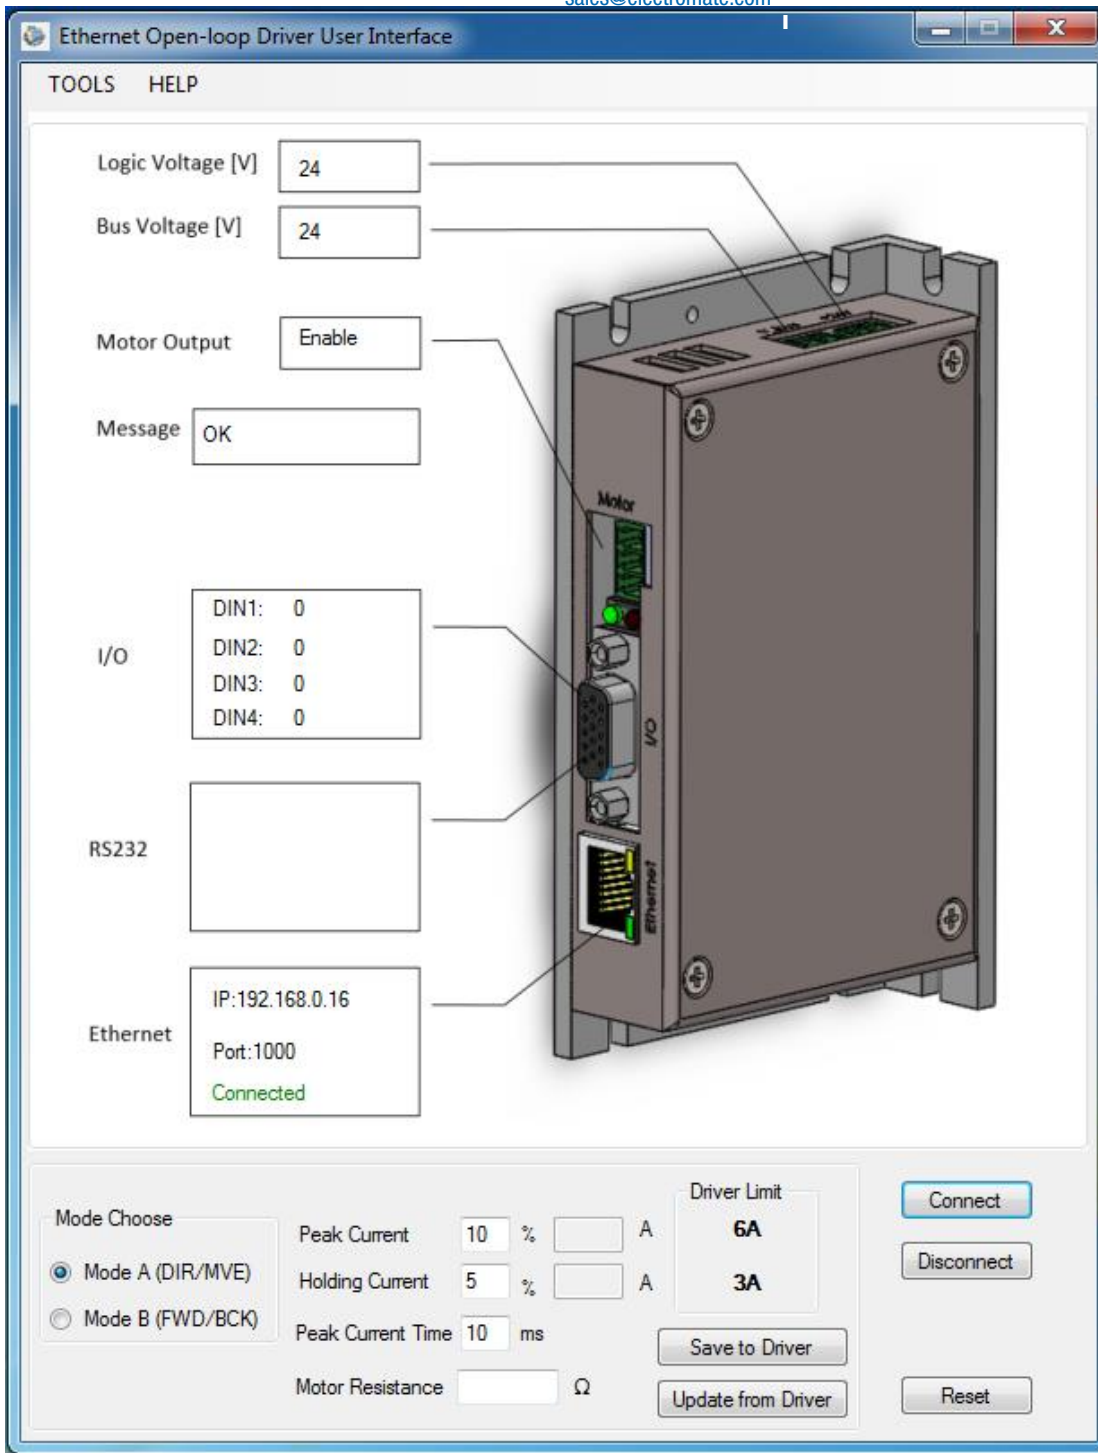 sales@electromate.com
Ethernet Open-loop Driver User Interface
TOOLS HELP
Logic Voltage [V] 24
Bus Voltage [V] 24
Motor Output Enable
Message OK
Motor
I/O
DIN1: 0
DIN2: 0
DIN3: 0
DIN4: 0
I/O
RS232
Ethernet
Ethernet
IP:192.168.0.16
Port:1000
Connected
Mode Choose
Mode A (DIR/MVE)
Mode B (FWD/BCK)
Peak Current 10 % A
Holding Current 5 % A
Peak Current Time 10 ms
Motor Resistance Ω
Driver Limit
6A
3A
Save to Driver
Update from Driver
Connect
Disconnect
Reset